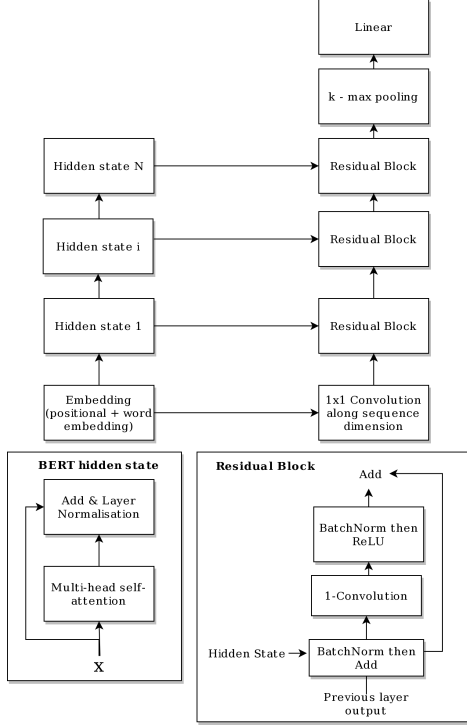 Linear
k - max pooling
Hidden state N
Residual Block
Hidden state i
Residual Block
Hidden state 1
Residual Block
Embedding
(positional + word
embedding)
1x1 Convolution
along sequence
dimension
BERT hidden state
Add & Layer
Normalisation
Multi-head self-
attention
X
Residual Block
Add
BatchNorm then
ReLU
1-Convolution
Hidden State
BatchNorm then
Add
Previous layer
output